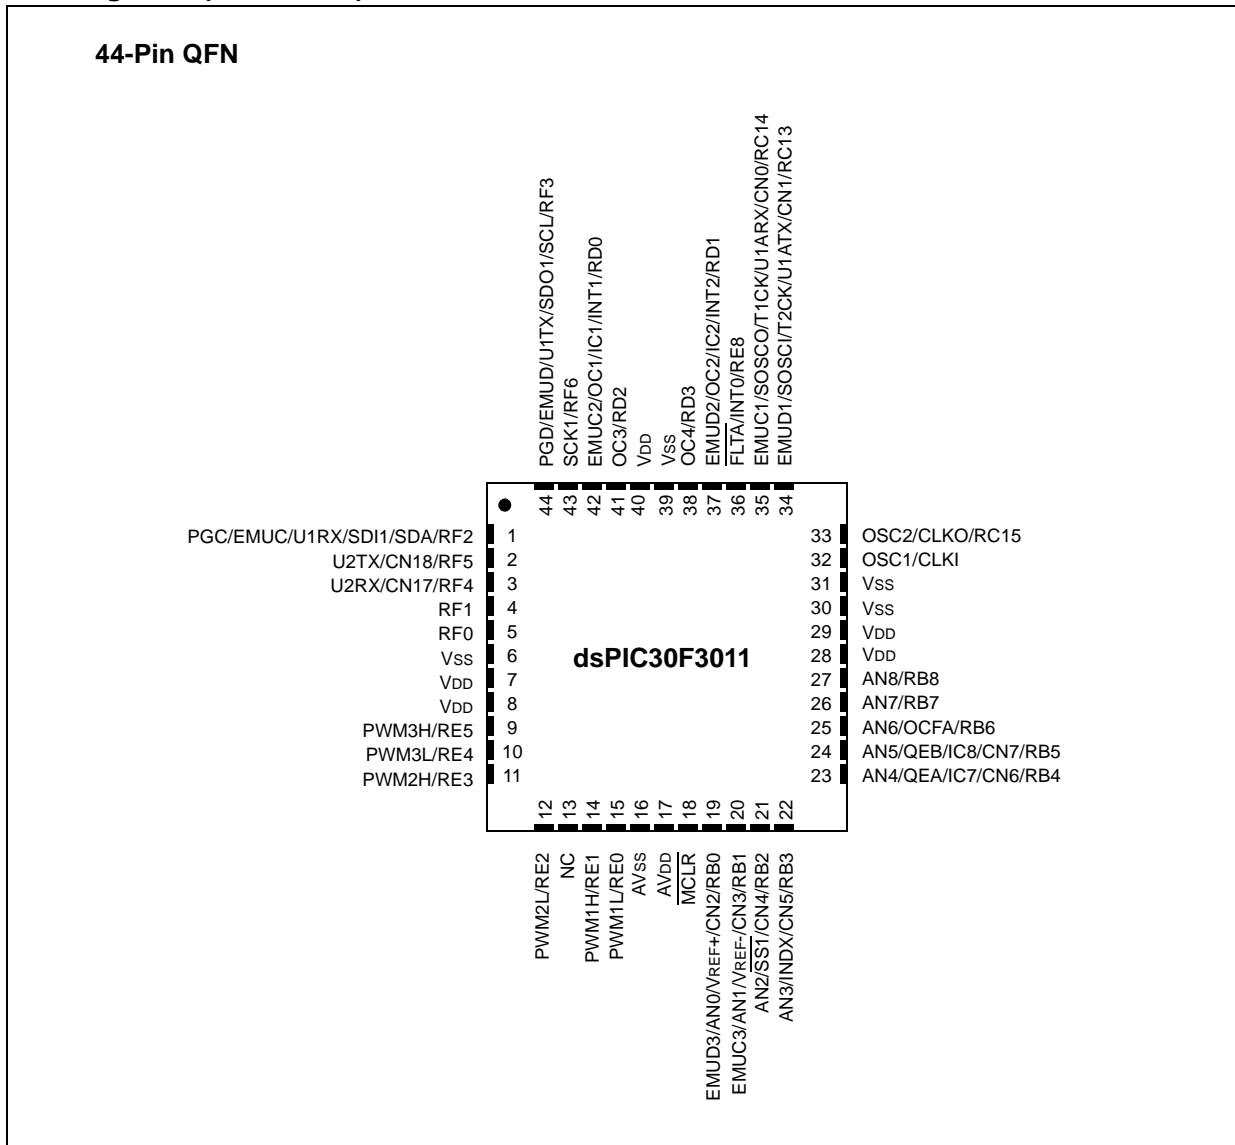 44-Pin QFN
PGD/EMUD/U1TX/SDO1/SCL/RF3
SCK1/RF6
EMUC2/OC1/IC1/INT1/RD0
OC3/RD2
VDD
VSS
OC4/RD3
EMUD2/OC2/IC2/INT2/RD1
FLTA/INT0/RE8
EMUC1/SOSCO/T1CK/U1ARX/CN0/RC14
EMUD1/SOSCI/T2CK/U1ATX/CN1/RC13
44
43
42
41
40
39
38
37
36
35
34
PGC/EMUC/U1RX/SDI1/SDA/RF2 1
U2TX/CN18/RF5 2
U2RX/CN17/RF4 3
RF1 4
RF0 5
VSS 6
VDD 7
VDD 8
PWM3H/RE5 9
PWM3L/RE4 10
PWM2H/RE3 11
dsPIC30F3011
33 OSC2/CLKO/RC15
32 OSC1/CLKI
31 VSS
30 VSS
29 VDD
28 VDD
27 AN8/RB8
26 AN7/RB7
25 AN6/OCFA/RB6
24 AN5/QEB/IC8/CN7/RB5
23 AN4/QEA/IC7/CN6/RB4
12
13
14
15
16
17
18
19
20
21
22
PWM2L/RE2
NC
PWM1H/RE1
PWM1L/RE0
AVSS
AVDD
MCLR
EMUD3/AN0/VREF+/CN2/RB0
EMUC3/AN1/VREF-/CN3/RB1
AN2/SS1/CN4/RB2
AN3/INDX/CN5/RB3